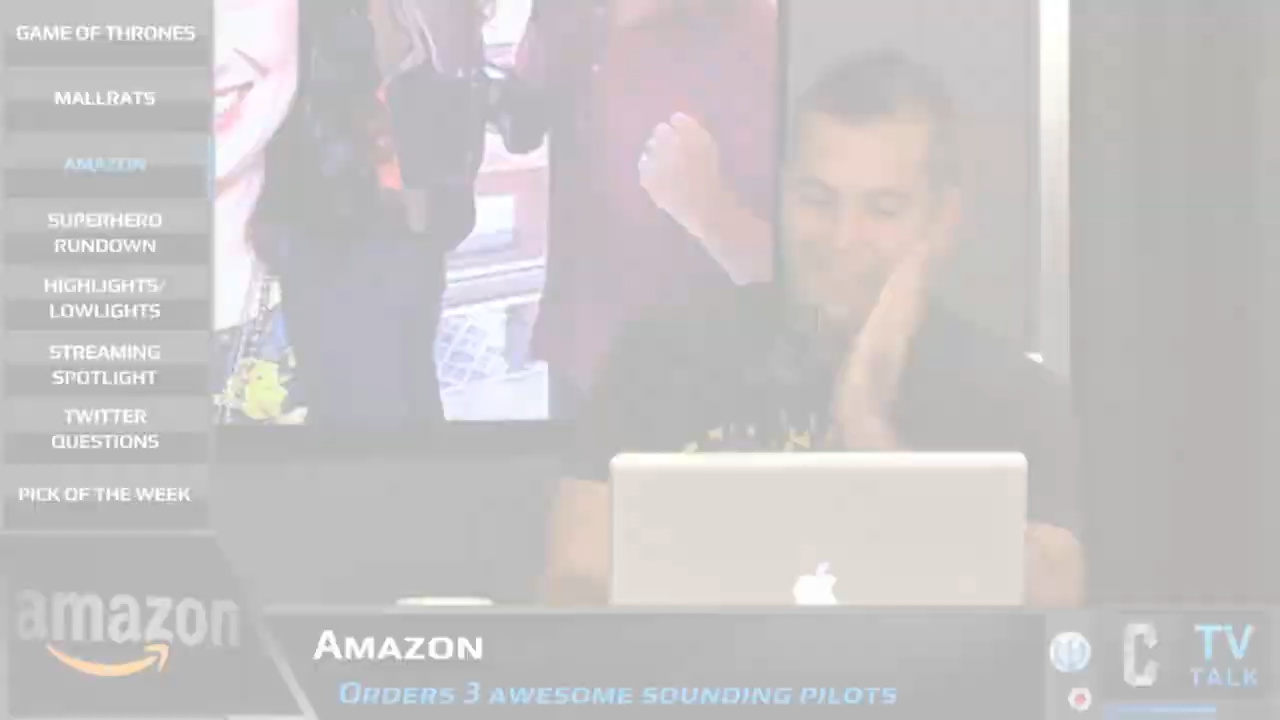 GAME OF THRONES
MALLRATS
AMAZON
SUPERHERO
RUNDOWN
HIGHLIGHTS/
LOWLIGHTS
STREAMING
SPOTLIGHT
TWITTER
QUESTIONS
PICK OF THE WEEK
amazon
AMAZON
ORDERS 3 AWESOME SOUNDING PILOTS
C
TV
TALK